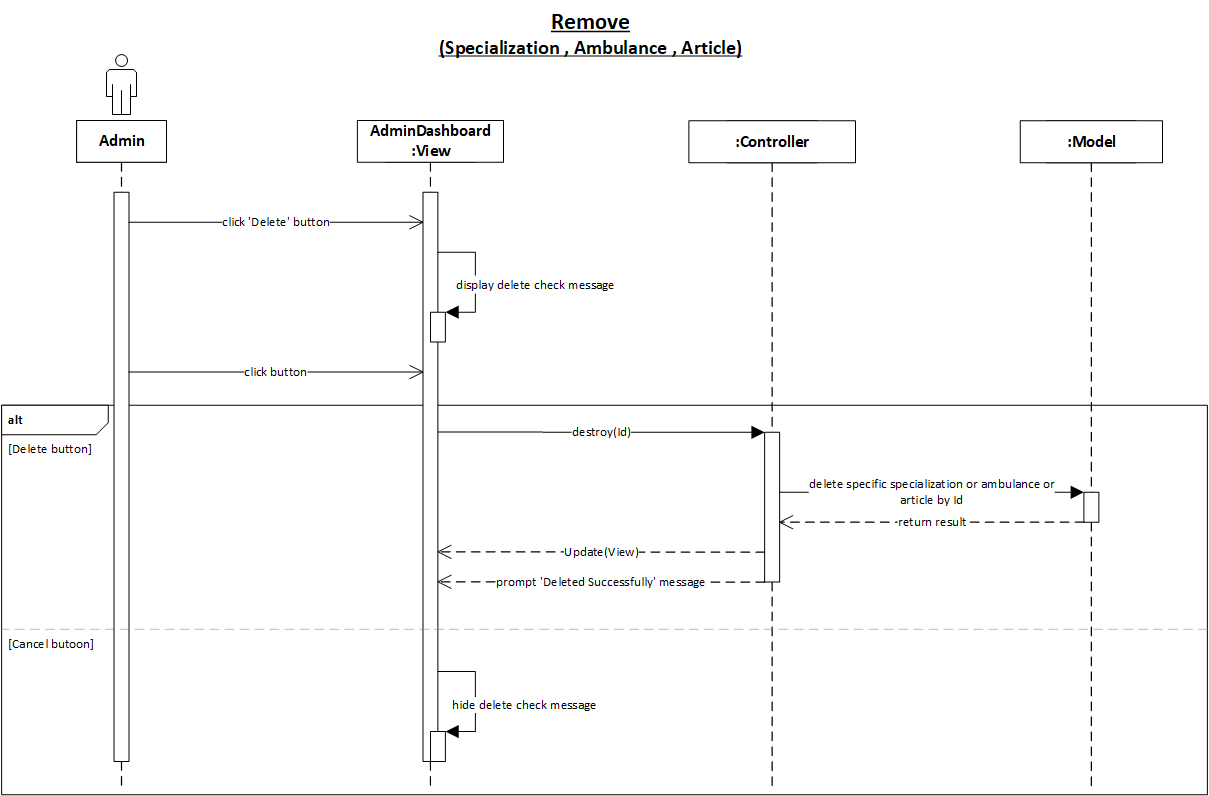 Remove
(Specialization , Ambulance , Article)
Admin
AdminDashboard
:View
:Controller
:Model
click 'Delete' button
display delete check message
click button
alt
[Delete button]
destroy(Id)
delete specific specialization or ambulance or
article by Id
return result
Update(View)
prompt 'Deleted Successfully' message
[Cancel butoon]
hide delete check message